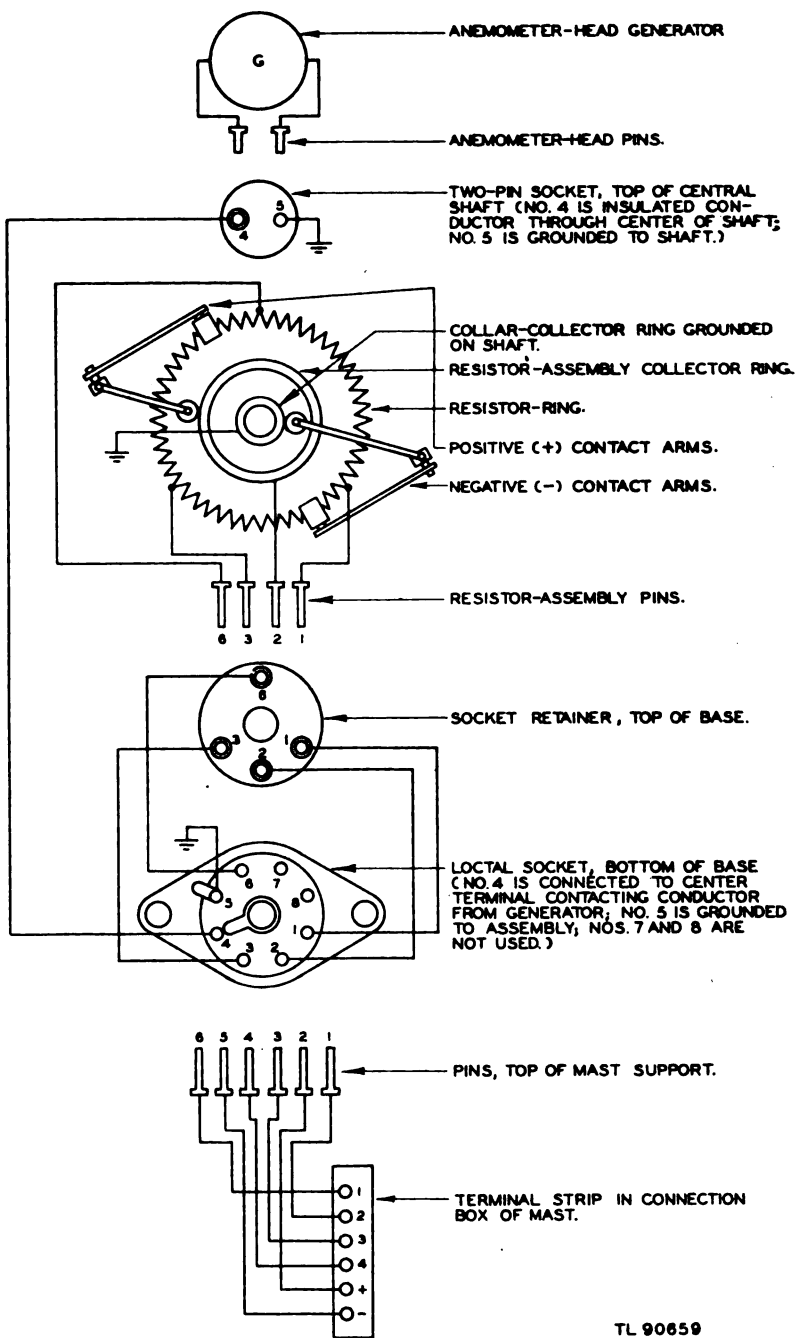 ANEMOMETER-HEAD GENERATOR
G
ANEMOMETER-HEAD PINS.
TWO-PIN SOCKET, TOP OF CENTRAL
SHAFT (NO. 4 IS INSULATED CON-
DUCTOR THROUGH CENTER OF SHAFT;
NO. 5 IS GROUNDED TO SHAFT.)
4 5
COLLAR-COLLECTOR RING GROUNDED
ON SHAFT.
RESISTOR-ASSEMBLY COLLECTOR RING.
RESISTOR-RING.
POSITIVE (+) CONTACT ARMS.
NEGATIVE (-) CONTACT ARMS.
RESISTOR-ASSEMBLY PINS.
6 3 2 1
6
SOCKET RETAINER, TOP OF BASE.
3 2 1
LOCTAL SOCKET, BOTTOM OF BASE
(NO. 4 IS CONNECTED TO CENTER
TERMINAL CONTACTING CONDUCTOR
FROM GENERATOR; NO. 5 IS GROUNDED
TO ASSEMBLY; NOS. 7 AND 8 ARE
NOT USED.)
6 7
5 8
4 1
3 2
6 5 4 3 2 1
PINS, TOP OF MAST SUPPORT.
1
2
3
4
+
-
TERMINAL STRIP IN CONNECTION
BOX OF MAST.
TL 90659